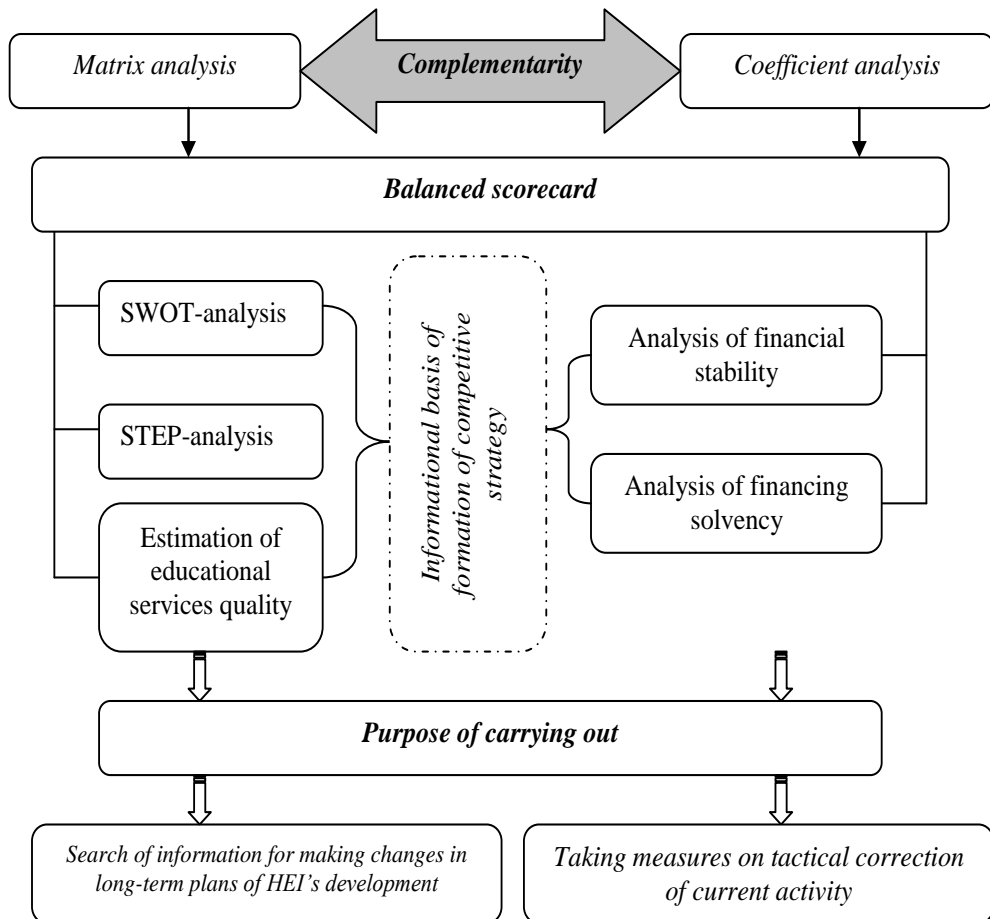 Matrix analysis
Complementarity
Coefficient analysis
Balanced scorecard
SWOT-analysis
STEP-analysis
Estimation of
educational
services quality
Informational basis of
formation of competitive
strategy
Analysis of financial
stability
Analysis of financing
solvency
Purpose of carrying out
Search of information for making changes in
long-term plans of HEI's development
Taking measures on tactical correction
of current activity